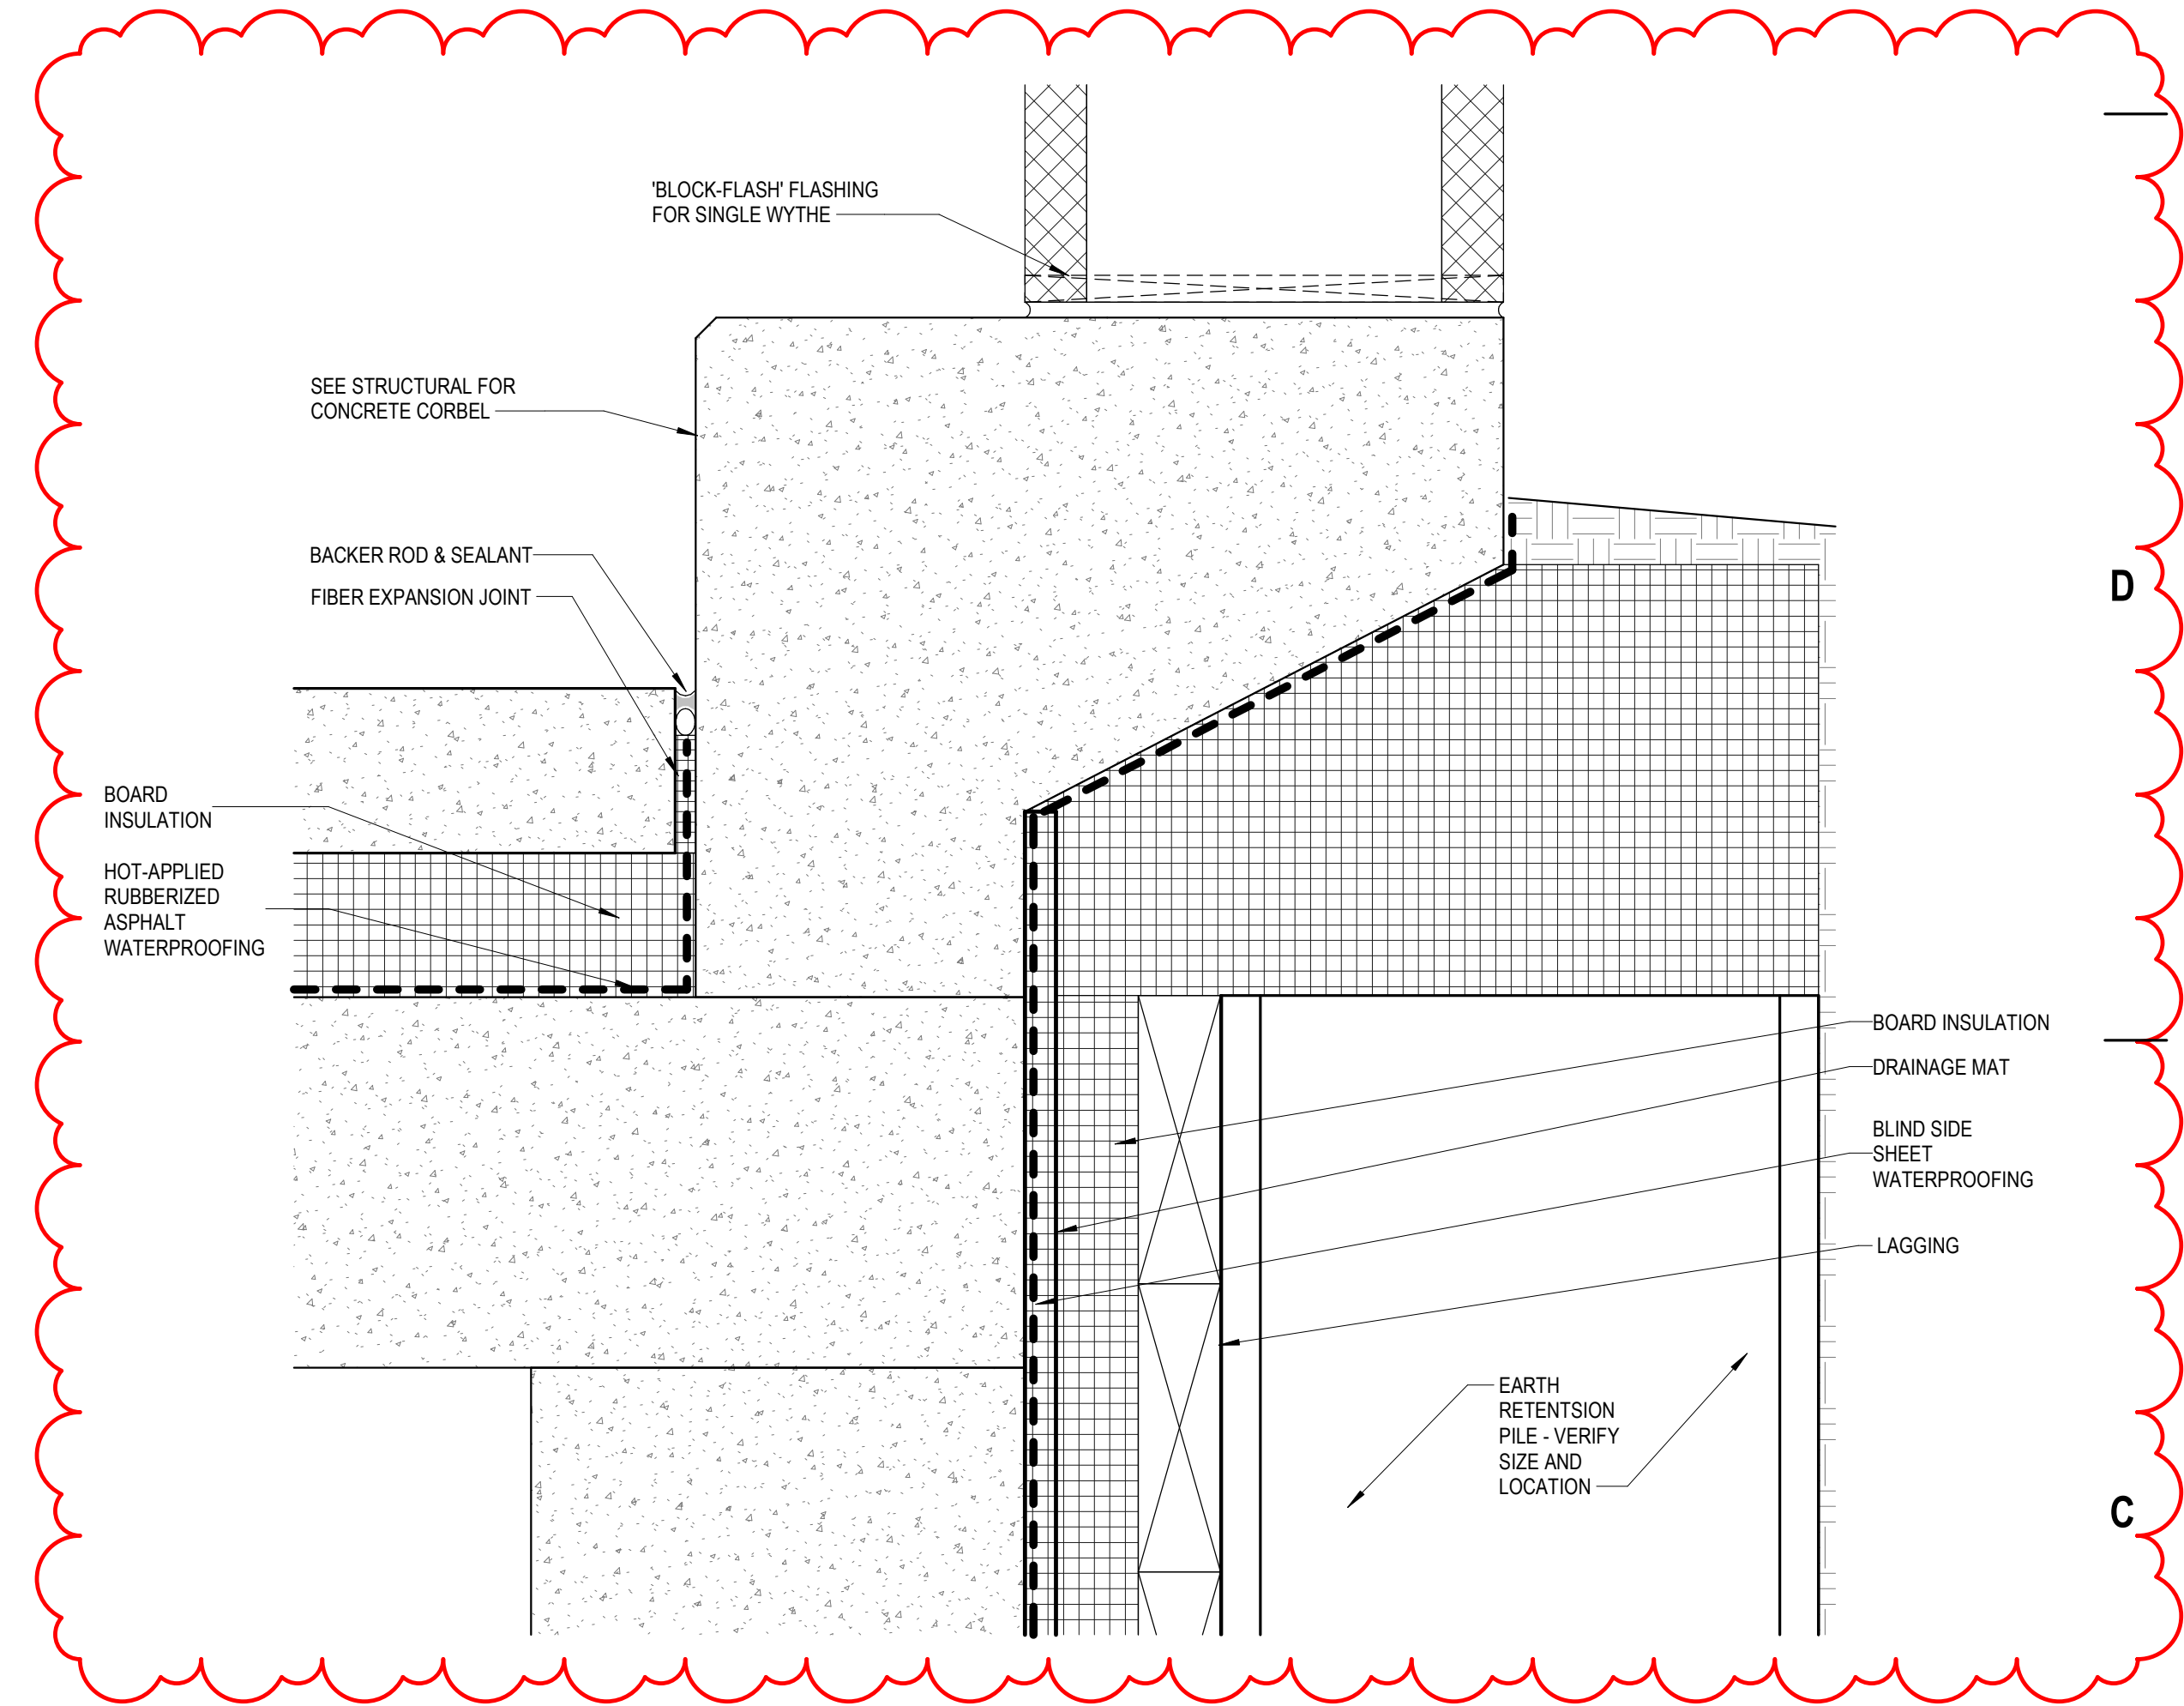 'BLOCK-FLASH' FLASHING
FOR SINGLE WYTHE
SEE STRUCTURAL FOR
CONCRETE CORBEL
BACKER ROD & SEALANT
FIBER EXPANSION JOINT
BOARD
INSULATION
HOT-APPLIED
RUBBERIZED
ASPHALT
WATERPROOFING
D
BOARD INSULATION
DRAINAGE MAT
BLIND SIDE
SHEET
WATERPROOFING
LAGGING
EARTH
RETENTSION
PILE - VERIFY
SIZE AND
LOCATION
C